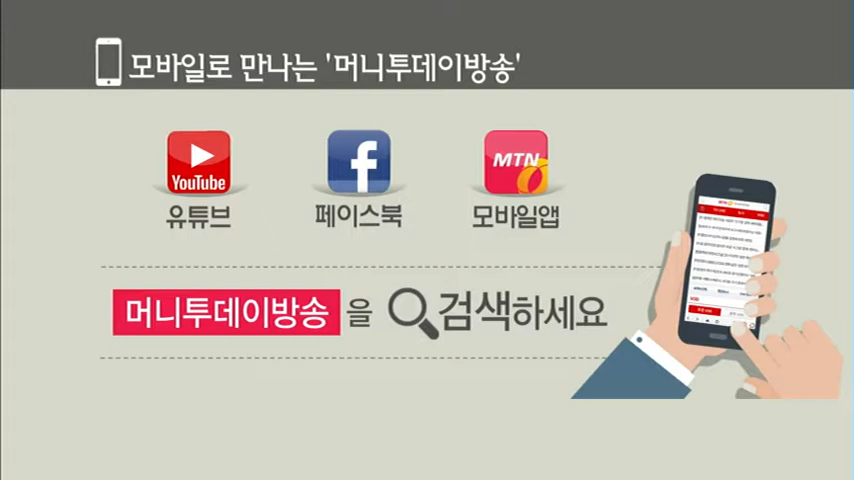 모바일로 만나는 '머니투데이방송'
YouTube
MTN
유튜브
페이스북
모바일앱
머니투데이방송을 검색하세요